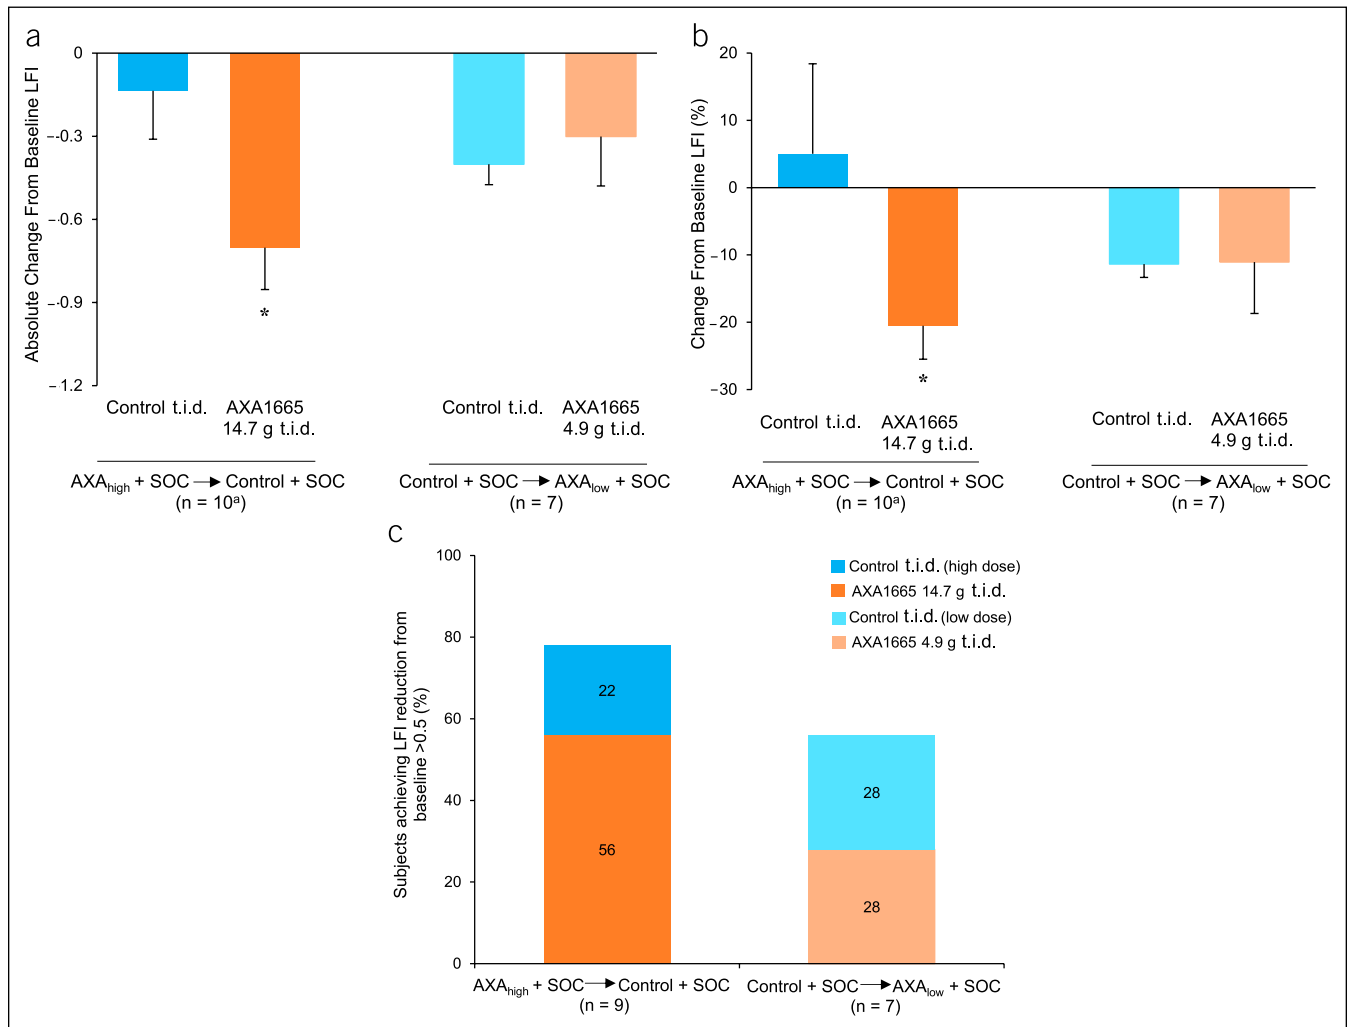 a
Absolute Change From Baseline LFI
0
−0.3
−0.6
−0.9
−1.2
*
Control t.i.d.
AXA1665
14.7 g t.i.d.
Control t.i.d.
AXA1665
4.9 g t.i.d.
AXAhigh + SOC → Control + SOC
(n = 10ᵃ)
Control + SOC → AXAlow + SOC
(n = 7)
b
Change From Baseline LFI (%)
20
10
0
−10
−20
−30
*
Control t.i.d.
AXA1665
14.7 g t.i.d.
Control t.i.d.
AXA1665
4.9 g t.i.d.
AXAhigh + SOC → Control + SOC
(n = 10ᵃ)
Control + SOC → AXAlow + SOC
(n = 7)
c
Subjects achieving LFI reduction from
baseline >0.5 (%)
100
80
60
40
20
0
Control t.i.d. (high dose)
AXA1665 14.7 g t.i.d.
Control t.i.d. (low dose)
AXA1665 4.9 g t.i.d.
22
56
28
28
AXAhigh + SOC → Control + SOC
(n = 9)
Control + SOC → AXAlow + SOC
(n = 7)